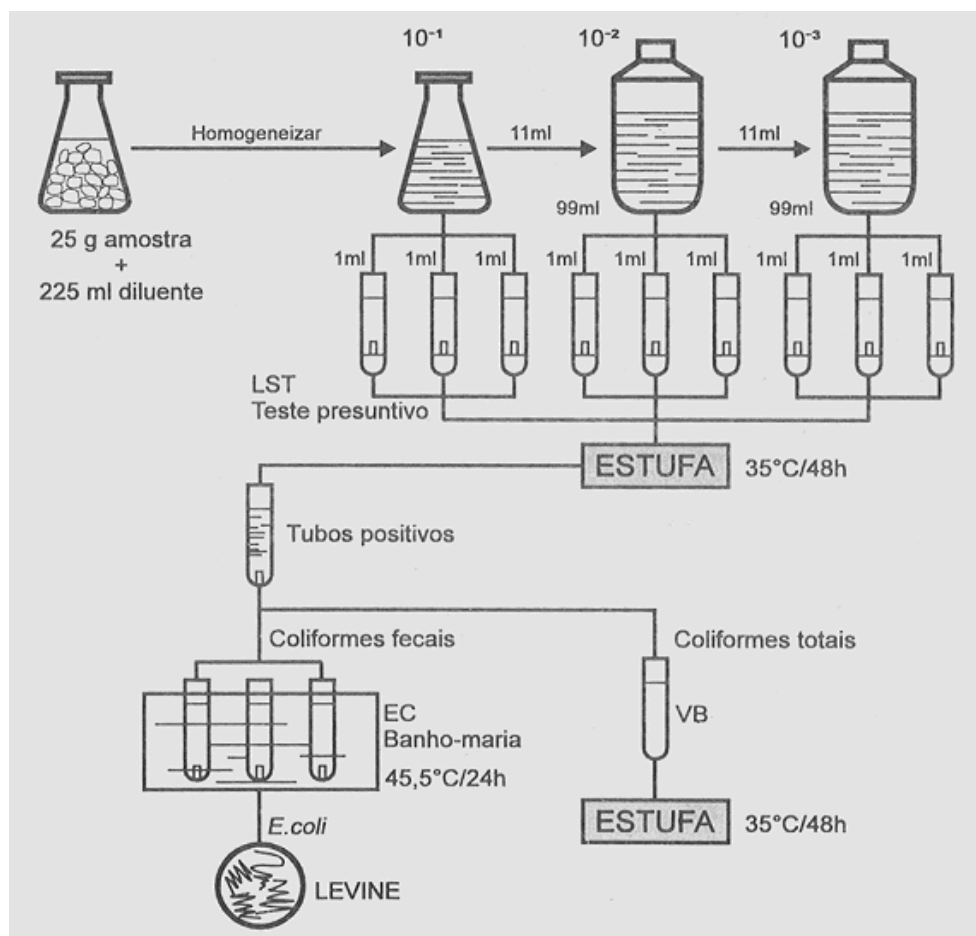 10⁻¹
10⁻²
10⁻³
Homogeneizar
11ml
11ml
25 g amostra
+
225 ml diluente
99ml
99ml
1ml 1ml 1ml 1ml 1ml 1ml 1ml 1ml 1ml
LST
Teste presuntivo
ESTUFA 35°C/48h
Tubos positivos
Coliformes fecais
Coliformes totais
EC
Banho-maria
45,5°C/24h
VB
E.coli
ESTUFA 35°C/48h
LEVINE